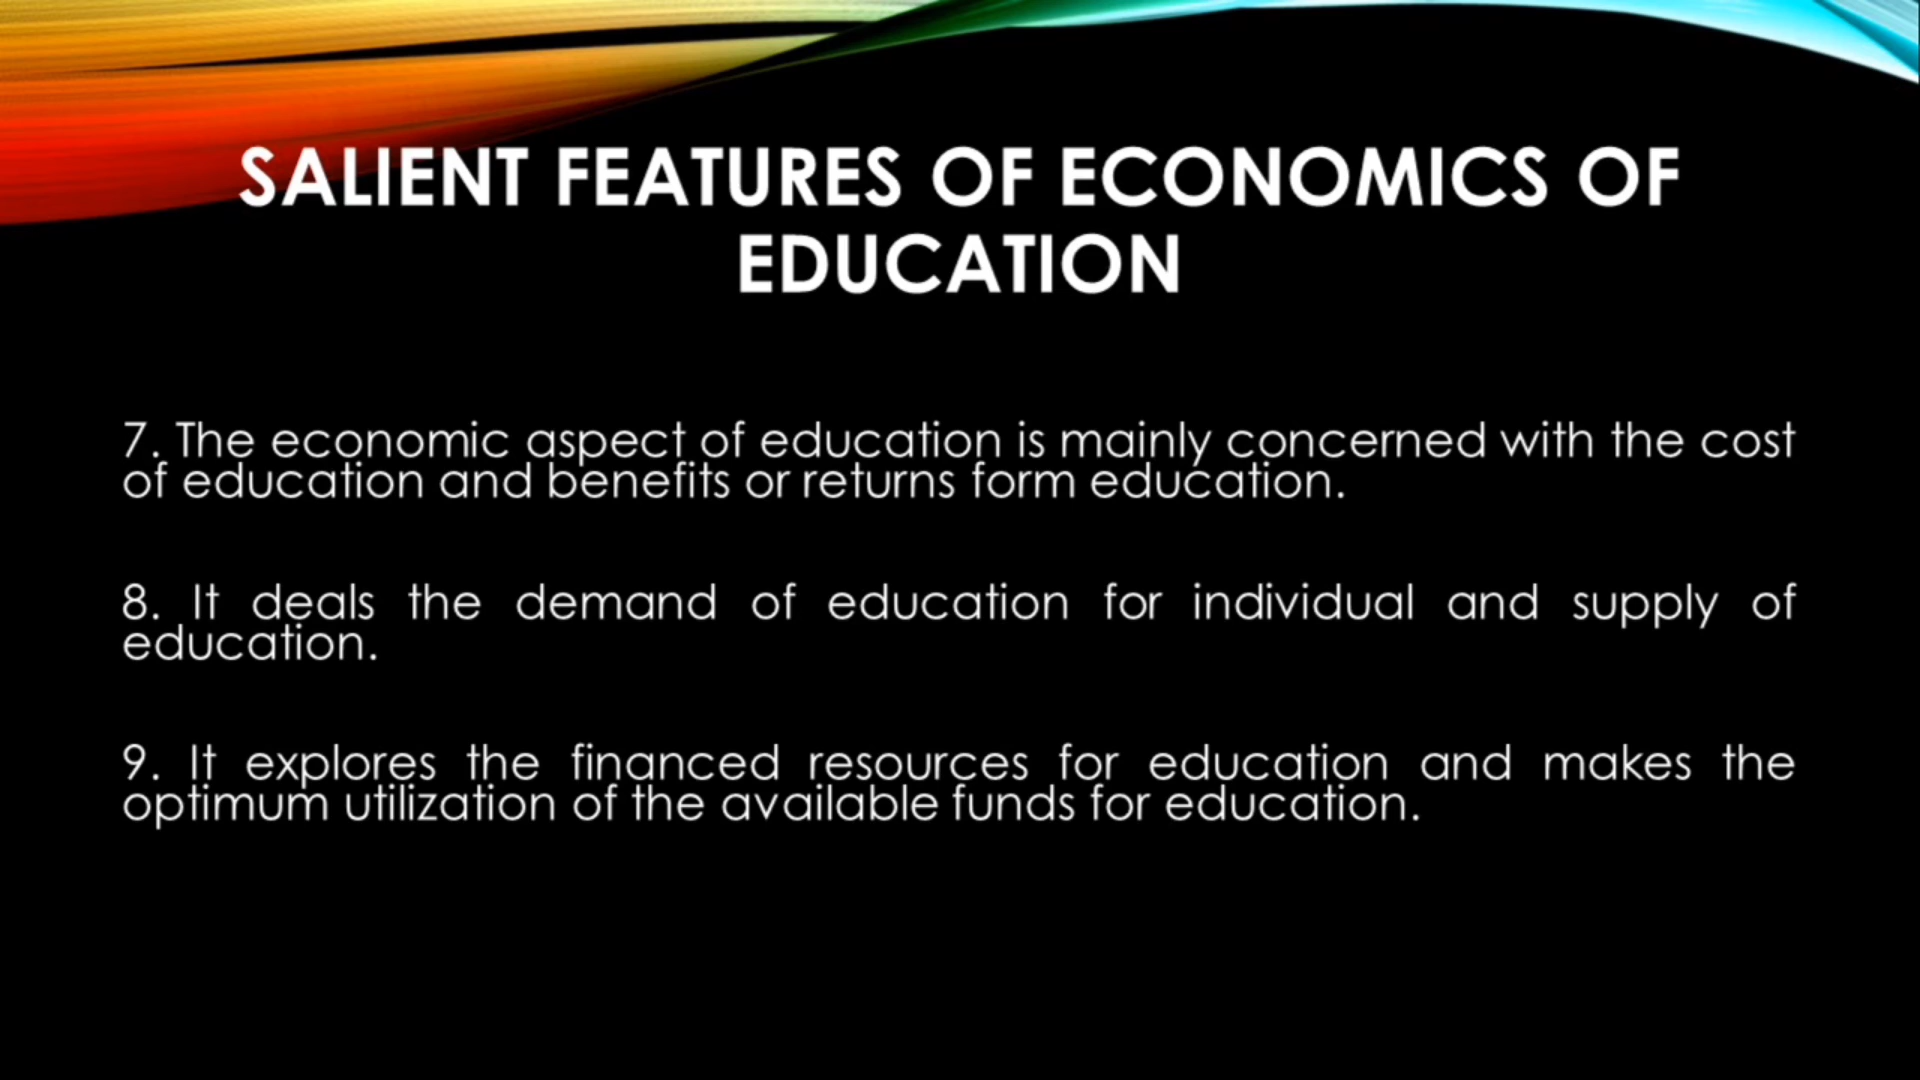 SALIENT FEATURES OF ECONOMICS OF
EDUCATION
7. The economic aspect of education is mainly concerned with the cost
of education and benefits or returns form education.
8. It deals the demand of education for individual and supply of
education.
9. It explores the financed resources for education and makes the
optimum utilization of the available funds for education.